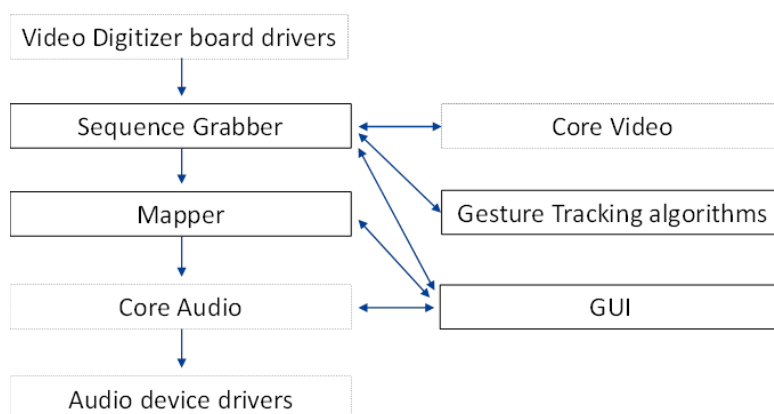 Video Digitizer board drivers
Sequence Grabber
Core Video
Mapper
Gesture Tracking algorithms
Core Audio
GUI
Audio device drivers